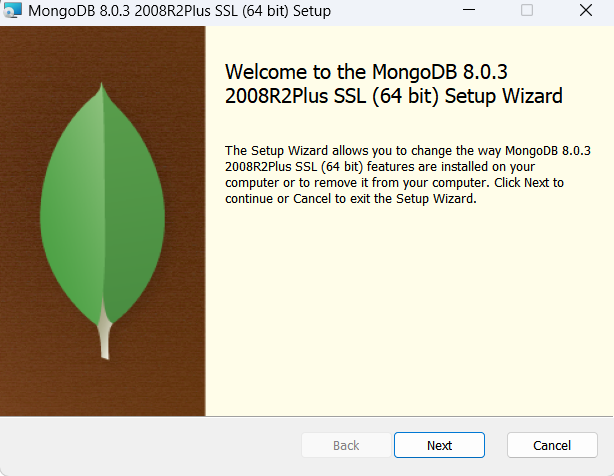 MongoDB 8.0.3 2008R2Plus SSL (64 bit) Setup
Welcome to the MongoDB 8.0.3
2008R2Plus SSL (64 bit) Setup Wizard
The Setup Wizard allows you to change the way MongoDB 8.0.3
2008R2Plus SSL (64 bit) features are installed on your
computer or to remove it from your computer. Click Next to
continue or Cancel to exit the Setup Wizard.
Back
Next
Cancel